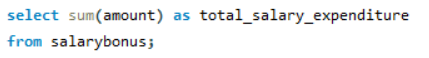 select sum(amount) as total_salary_expenditure
from salarybonus;